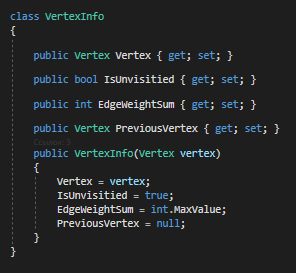 class VertexInfo
{
public Vertex Vertex { get; set; }
public bool IsUnvisitied { get; set; }
public int EdgeWeightSum { get; set; }
public Vertex PreviousVertex { get; set; }
public VertexInfo(Vertex vertex)
{
Vertex = vertex;
IsUnvisitied = true;
EdgeWeightSum = int.MaxValue;
PreviousVertex = null;
}
}